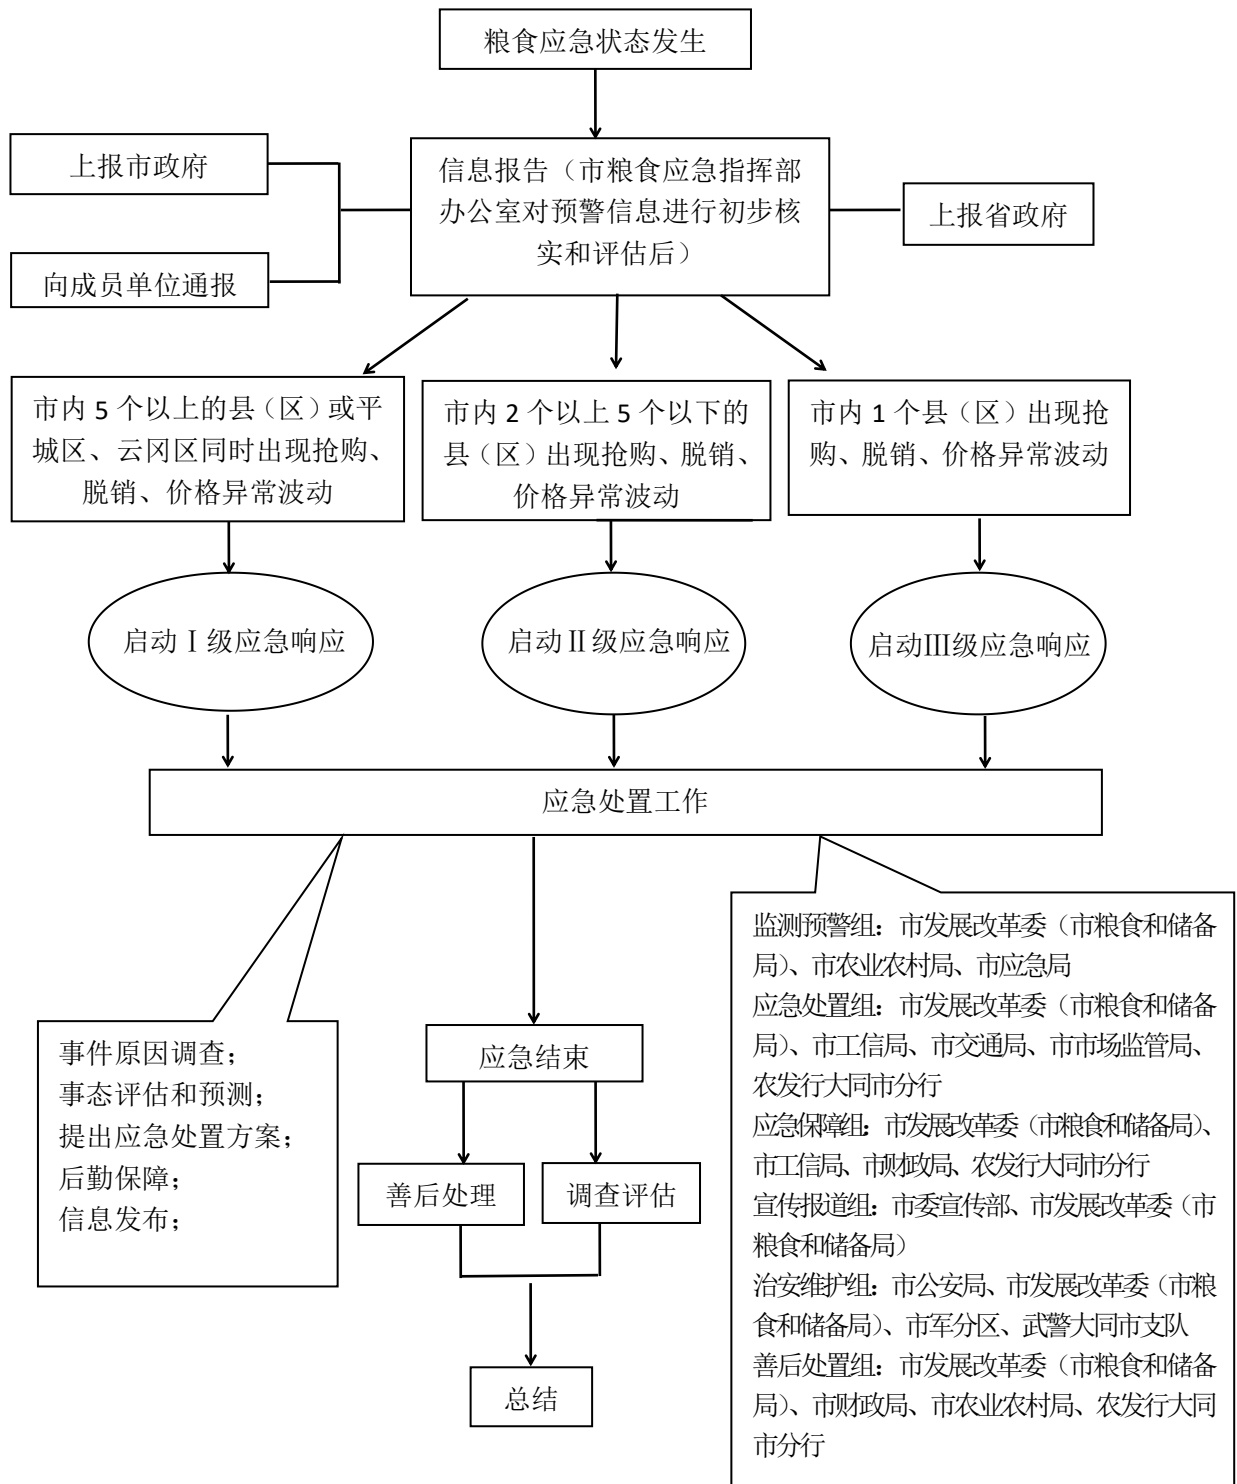 粮食应急状态发生
上报市政府
信息报告（市粮食应急指挥部
办公室对预警信息进行初步核
实和评估后）
上报省政府
向成员单位通报
市内 5 个以上的县（区）或平
城区、云冈区同时出现抢购、
脱销、价格异常波动
市内 2 个以上 5 个以下的
县（区）出现抢购、脱销、
价格异常波动
市内 1 个县（区）出现抢
购、脱销、价格异常波动
启动Ⅰ级应急响应
启动Ⅱ级应急响应
启动Ⅲ级应急响应
应急处置工作
事件原因调查；
事态评估和预测；
提出应急处置方案；
后勤保障；
信息发布；
应急结束
善后处理
调查评估
总结
监测预警组：市发展改革委（市粮食和储备
局）、市农业农村局、市应急局
应急处置组：市发展改革委（市粮食和储备
局）、市工信局、市交通局、市市场监管局、
农发行大同市分行
应急保障组：市发展改革委（市粮食和储备局）、
市工信局、市财政局、农发行大同市分行
宣传报道组：市委宣传部、市发展改革委（市
粮食和储备局）
治安维护组：市公安局、市发展改革委（市粮
食和储备局）、市军分区、武警大同市支队
善后处置组：市发展改革委（市粮食和储备
局）、市财政局、市农业农村局、农发行大同
市分行